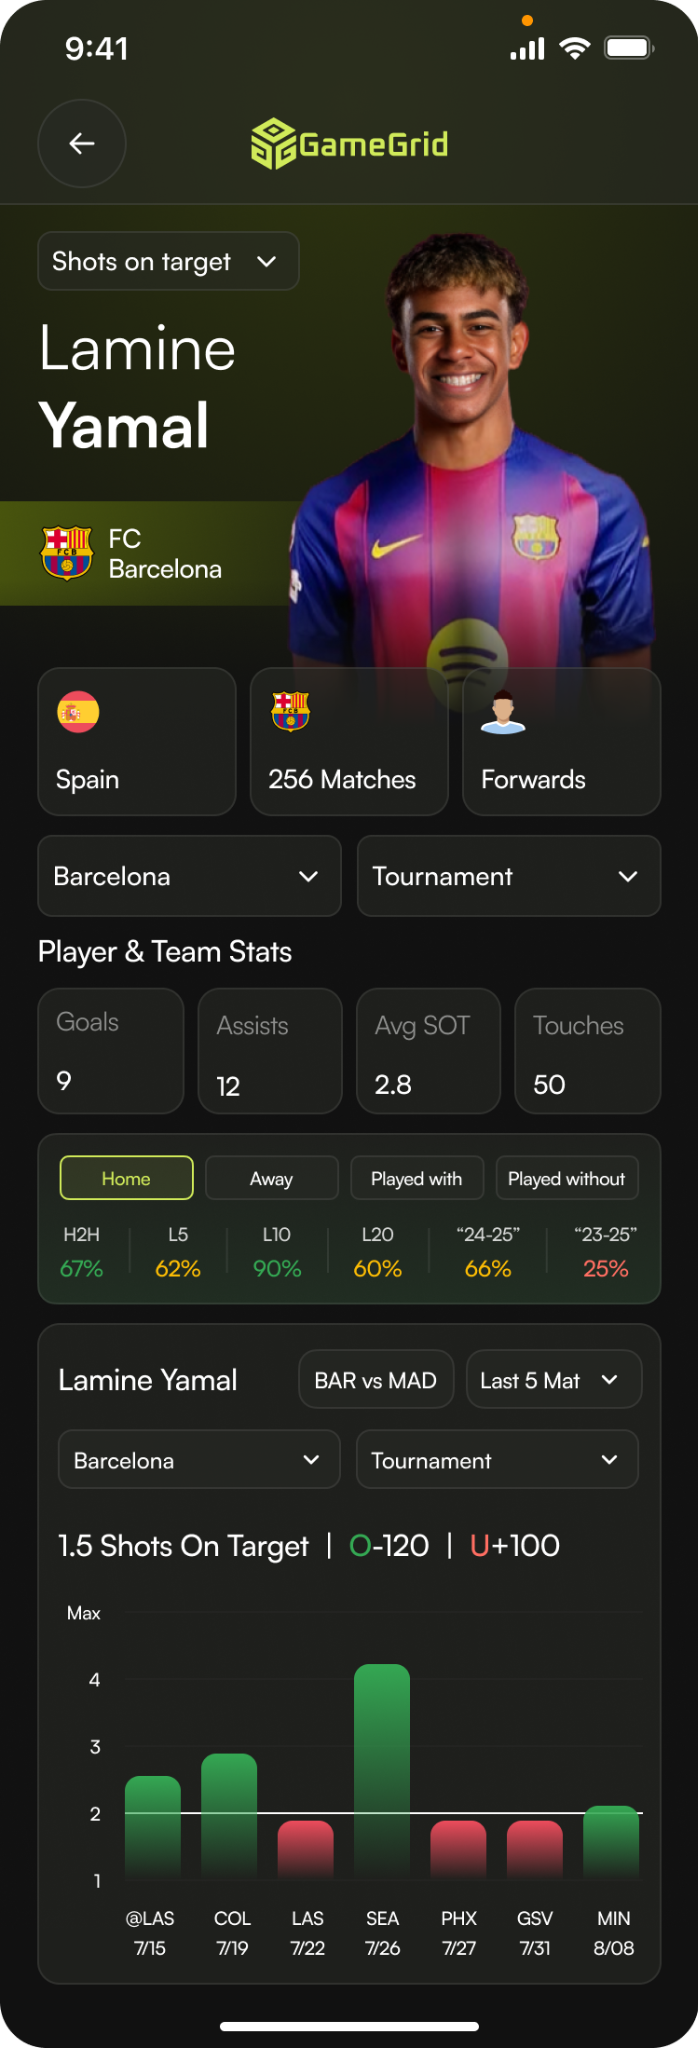 9:41
GameGrid
Shots on target
Lamine
Yamal
FC
Barcelona
Spain
256 Matches
Forwards
Barcelona
Tournament
Player & Team Stats
Goals
Assists
Avg SOT
Touches
9
12
2.8
50
Home
Away
Played with
Played without
H2H
L5
L10
L20
“24-25”
“23-25”
67%
62%
90%
60%
66%
25%
Lamine Yamal
BAR vs MAD
Last 5 Mat
Barcelona
Tournament
1.5 Shots On Target | O-120 | U+100
Max
4
3
2
1
@LAS
COL
LAS
SEA
PHX
GSV
MIN
7/15
7/19
7/22
7/26
7/27
7/31
8/08